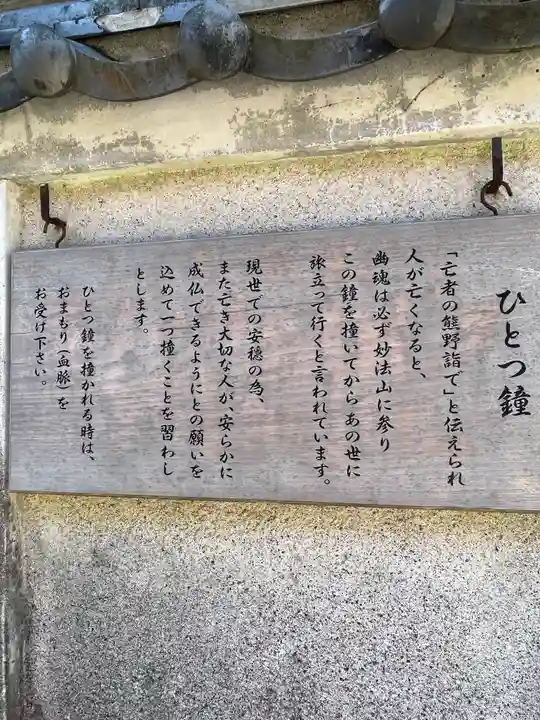 ひとつ鐘
「亡者の熊野詣で」と伝えられ
人が亡くなると、
幽魂は必ず妙法山に参り
この鐘を撞いてからあの世に
旅立って行くと言われています。
現世での安穏の為、
また亡き大切な人が、安らかに
成仏できるようにとの願いを
込めて一つ撞くことを習わし
とします。
ひとつ鐘を撞かれる時は、
おまもり（血脈）を
お受け下さい。